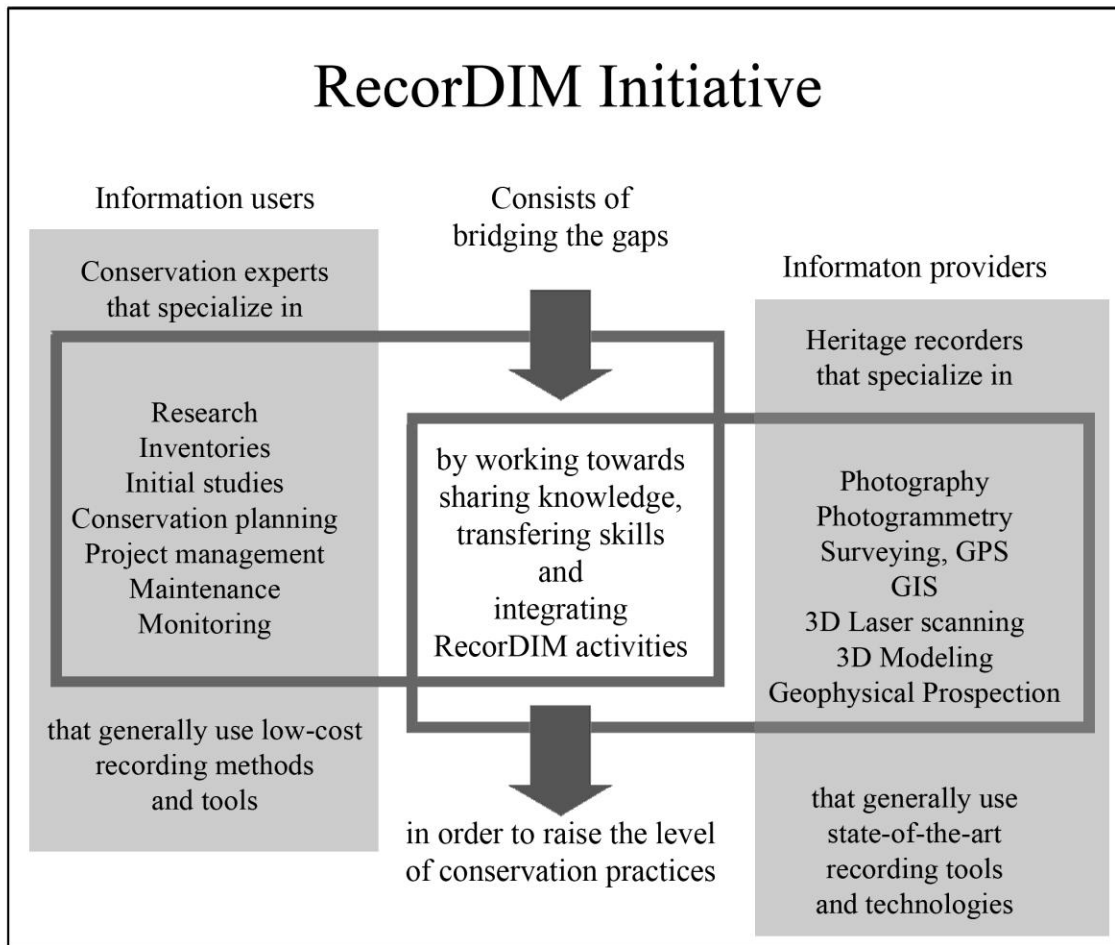 RecorDIM Initiative
Information users
Conservation experts
that specialize in
Research
Inventories
Initial studies
Conservation planning
Project management
Maintenance
Monitoring
that generally use low-cost
recording methods
and tools
Consists of
bridging the gaps
by working towards
sharing knowledge,
transfering skills
and
integrating
RecorDIM activities
in order to raise the level
of conservation practices
Informaton providers
Heritage recorders
that specialize in
Photography
Photogrammetry
Surveying, GPS
GIS
3D Laser scanning
3D Modeling
Geophysical Prospection
that generally use
state-of-the-art
recording tools
and technologies